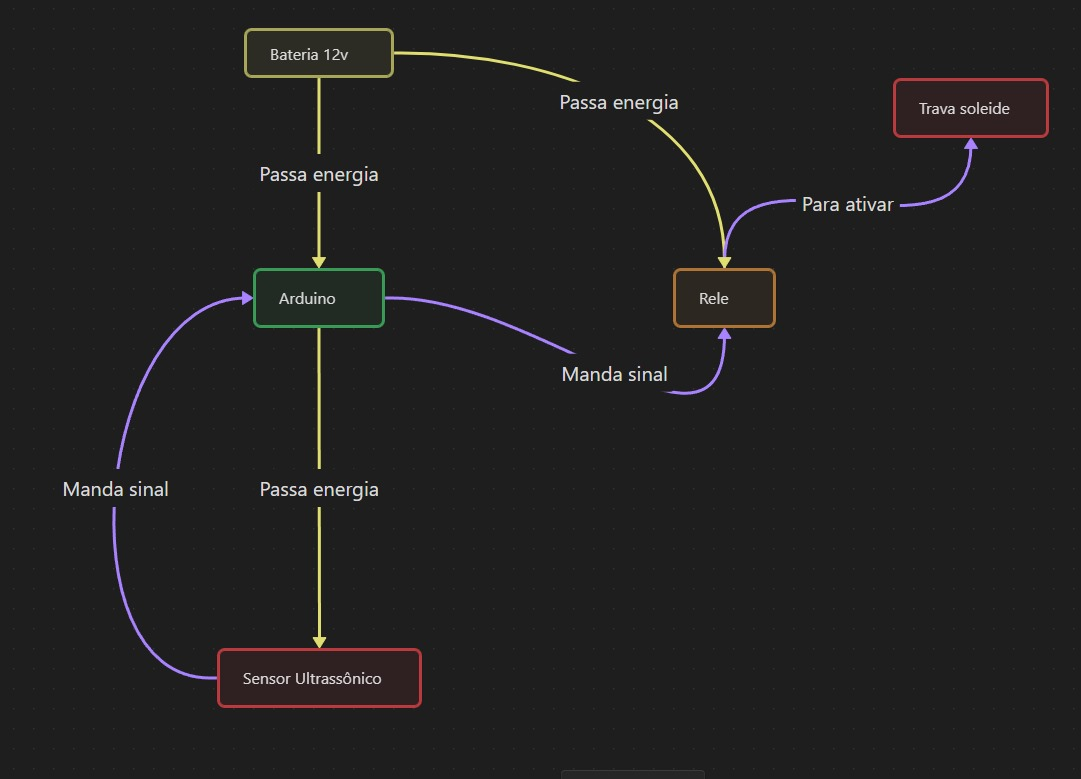 Bateria 12v
Passa energia
Trava soleide
Passa energia
Para ativar
Arduino
Rele
Manda sinal
Manda sinal
Passa energia
Sensor Ultrassônico